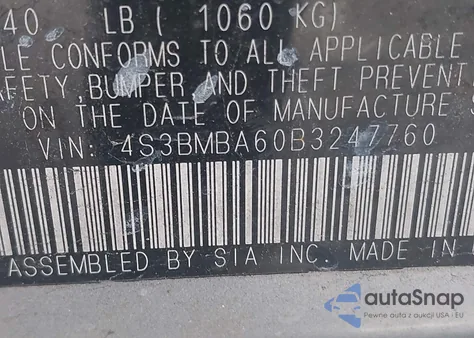 40 LB ( 1060 KG)
LE CONFORMS TO ALL APPLICABLE
AFETY, BUMPER AND THEFT PREVENT
ON THE DATE OF MANUFACTURE
VIN: 4S3BMBA60B3247760
ASSEMBLED BY SIA INC. MADE IN
autaSnap
Pewne auta z aukcji USA i EU